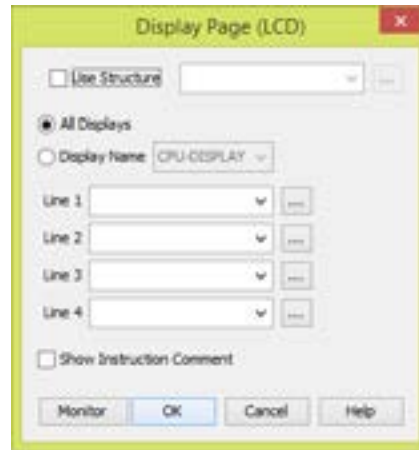 Display Page (LCD)
Use Structure
...
All Displays
Display Name CPU-DISPLAY
Line 1 ...
Line 2 ...
Line 3 ...
Line 4 ...
Show Instruction Comment
Monitor OK Cancel Help